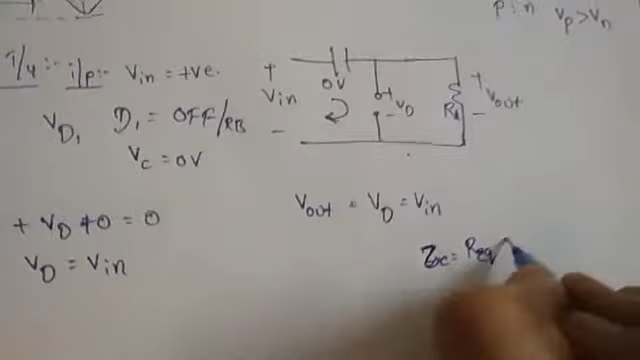 p : n
Vp > Vn
T/4 :- i/p :- Vin = +ve.
VD1 D1 = OFF/RB
Vc = 0V
+ Vin -
0V
+ VD -
RL
+ Vout -
Vout = VD = Vin
+ VD + 0 = 0
VD = Vin
= Req